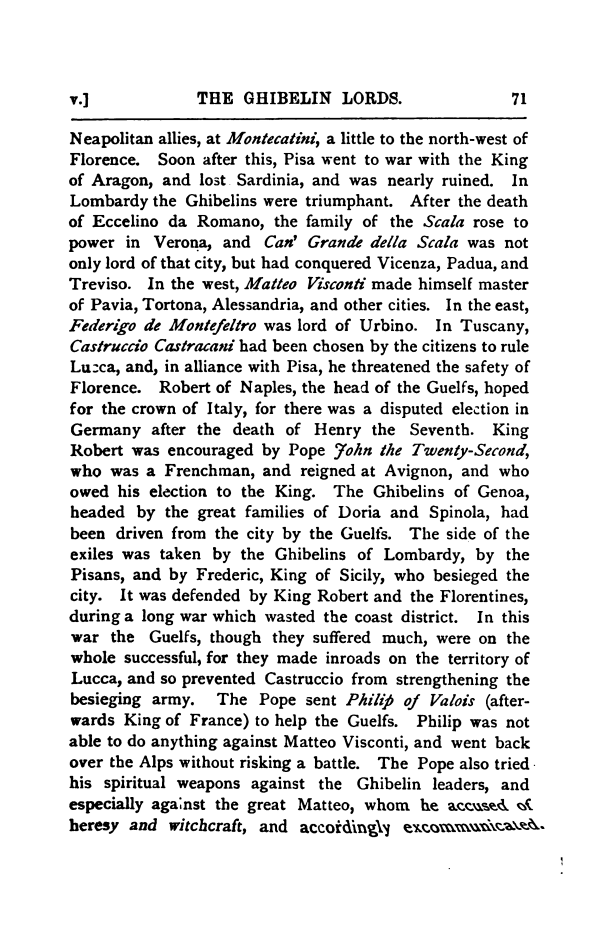 v.] THE GHIBELIN LORDS. 71
Neapolitan allies, at Montecatini, a little to the north-west of
Florence. Soon after this, Pisa went to war with the King
of Aragon, and lost Sardinia, and was nearly ruined. In
Lombardy the Ghibelins were triumphant. After the death
of Eccelino da Romano, the family of the Scala rose to
power in Verona, and Can' Grande della Scala was not
only lord of that city, but had conquered Vicenza, Padua, and
Treviso. In the west, Matteo Visconti made himself master
of Pavia, Tortona, Alessandria, and other cities. In the east,
Federigo de Montefeltro was lord of Urbino. In Tuscany,
Castruccio Castracani had been chosen by the citizens to rule
Lucca, and, in alliance with Pisa, he threatened the safety of
Florence. Robert of Naples, the head of the Guelfs, hoped
for the crown of Italy, for there was a disputed election in
Germany after the death of Henry the Seventh. King
Robert was encouraged by Pope John the Twenty-Second,
who was a Frenchman, and reigned at Avignon, and who
owed his election to the King. The Ghibelins of Genoa,
headed by the great families of Doria and Spinola, had
been driven from the city by the Guelfs. The side of the
exiles was taken by the Ghibelins of Lombardy, by the
Pisans, and by Frederic, King of Sicily, who besieged the
city. It was defended by King Robert and the Florentines,
during a long war which wasted the coast district. In this
war the Guelfs, though they suffered much, were on the
whole successful, for they made inroads on the territory of
Lucca, and so prevented Castruccio from strengthening the
besieging army. The Pope sent Philip of Valois (after-
wards King of France) to help the Guelfs. Philip was not
able to do anything against Matteo Visconti, and went back
over the Alps without risking a battle. The Pope also tried
his spiritual weapons against the Ghibelin leaders, and
especially against the great Matteo, whom he accused of
heresy and witchcraft, and accordingly excommunicated.